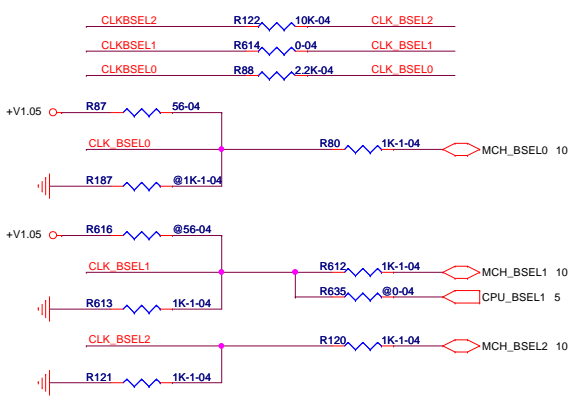 CLKBSEL2 R122 10K-04 CLK_BSEL2
CLKBSEL1 R614 0-04 CLK_BSEL1
CLKBSEL0 R88 2.2K-04 CLK_BSEL0
R87 56-04
+V1.05
CLK_BSEL0 R80 1K-1-04 MCH_BSEL0 10
R187 @1K-1-04
R616 @56-04
+V1.05
CLK_BSEL1 R612 1K-1-04 MCH_BSEL1 10
R635 @0-04 CPU_BSEL1 5
R613 1K-1-04
CLK_BSEL2 R120 1K-1-04 MCH_BSEL2 10
R121 1K-1-04